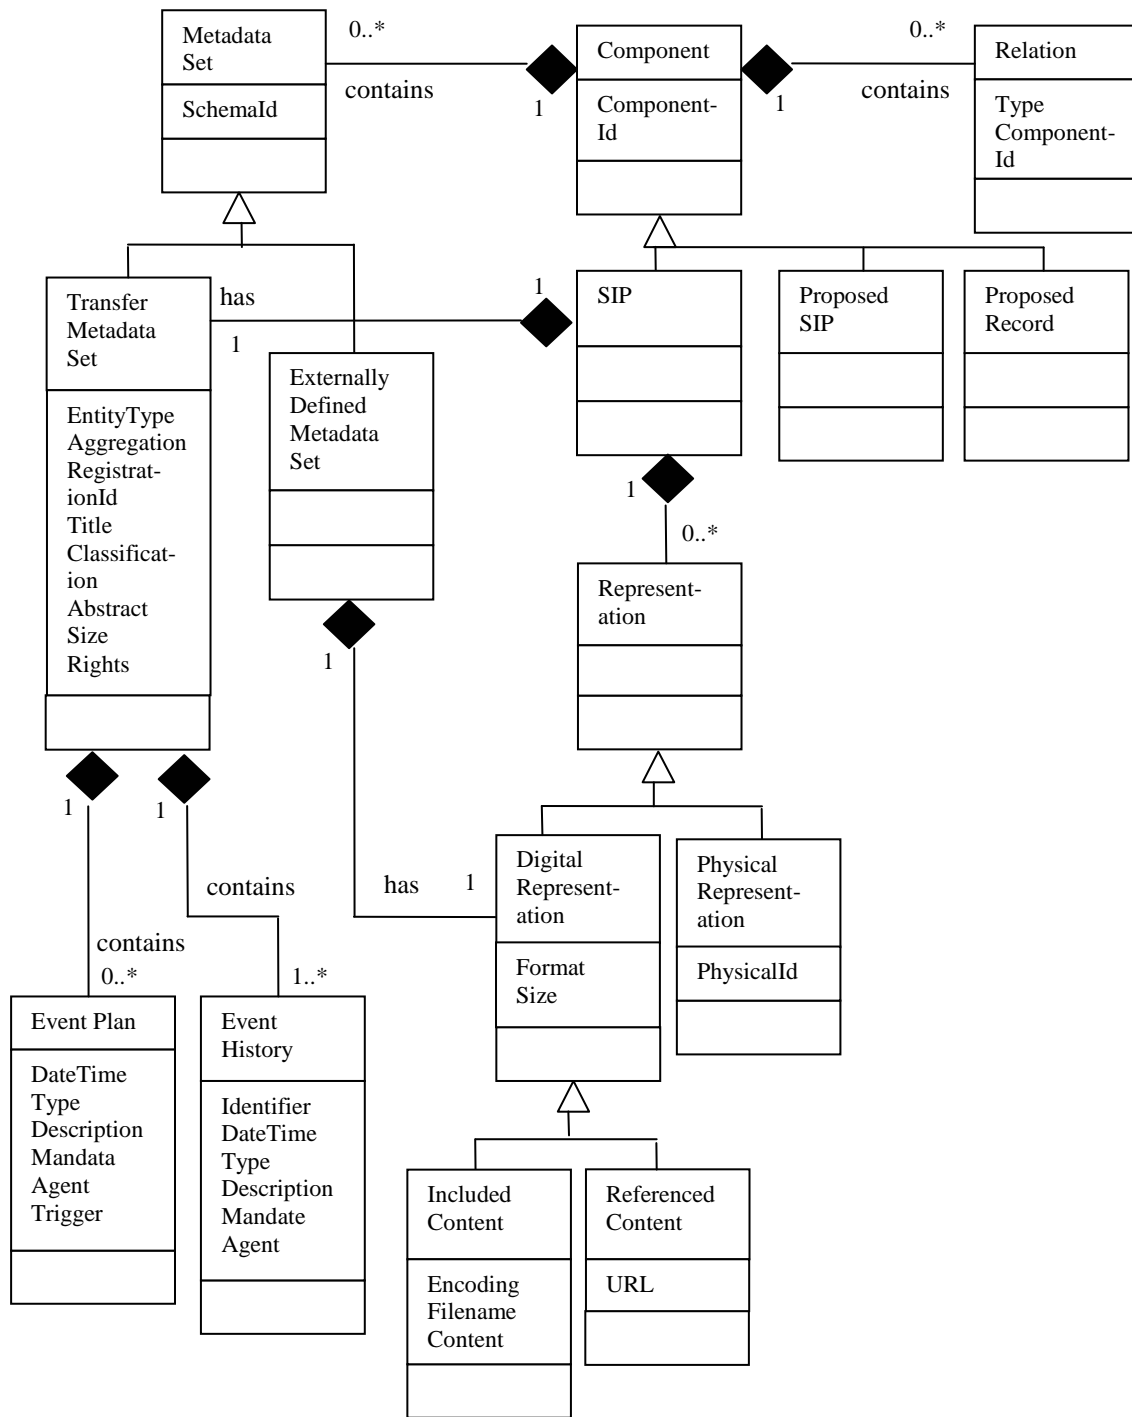 Metadata
Set
SchemaId
0..*
contains
1
Component
Component-
Id
0..*
contains
1
Relation
Type
Component-
Id
Transfer
Metadata
Set
EntityType
Aggregation
Registrat-
ionId
Title
Classificat-
ion
Abstract
Size
Rights
has
1
1
Externally
Defined
Metadata
Set
SIP
Proposed
SIP
Proposed
Record
1
0..*
Represent-
ation
1
has
1
Digital
Represent-
ation
Format
Size
Physical
Represent-
ation
PhysicalId
1
contains
0..*
1
contains
1..*
Event Plan
DateTime
Type
Description
Mandata
Agent
Trigger
Event
History
Identifier
DateTime
Type
Description
Mandate
Agent
Included
Content
Encoding
Filename
Content
Referenced
Content
URL